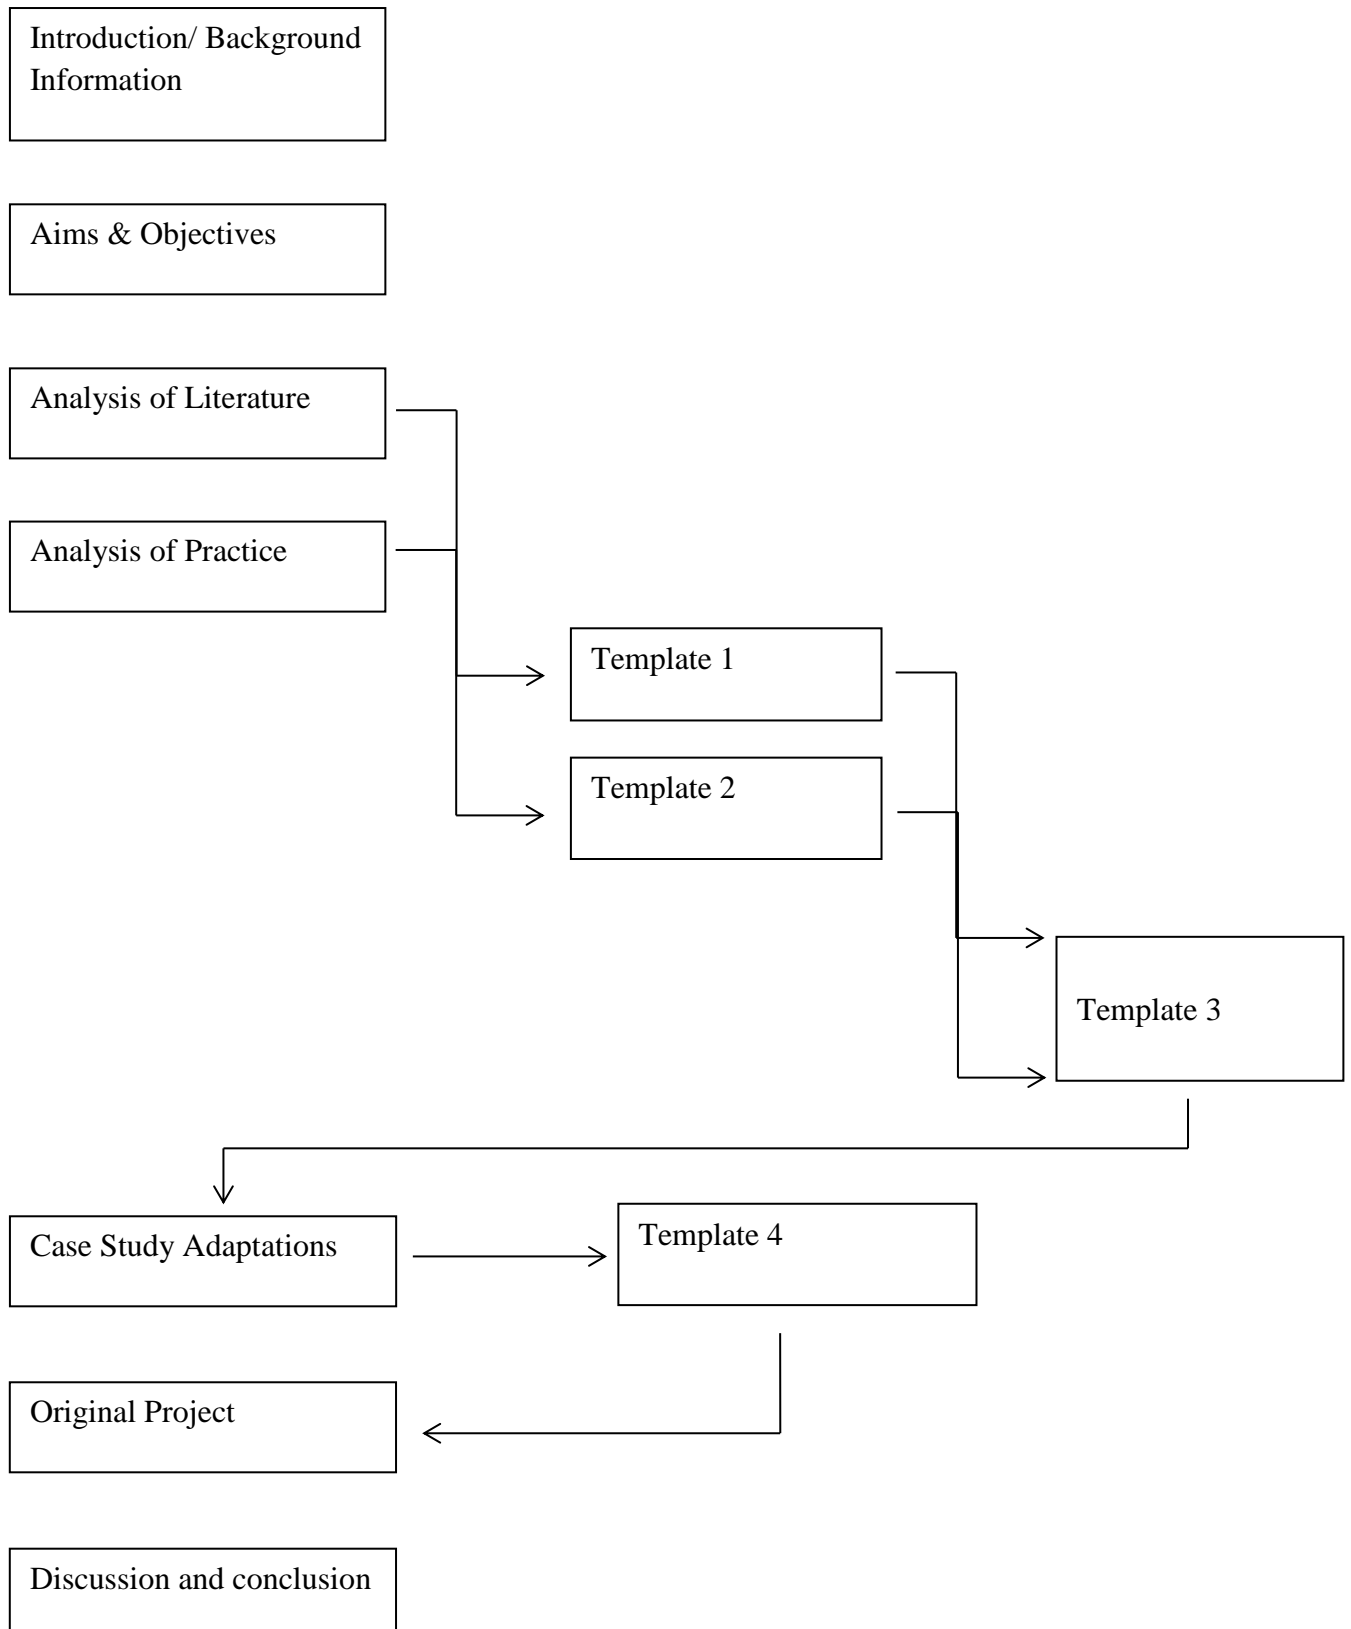 Introduction/ Background
Information
Aims & Objectives
Analysis of Literature
Analysis of Practice
Template 1
Template 2
Template 3
Case Study Adaptations
Template 4
Original Project
Discussion and conclusion